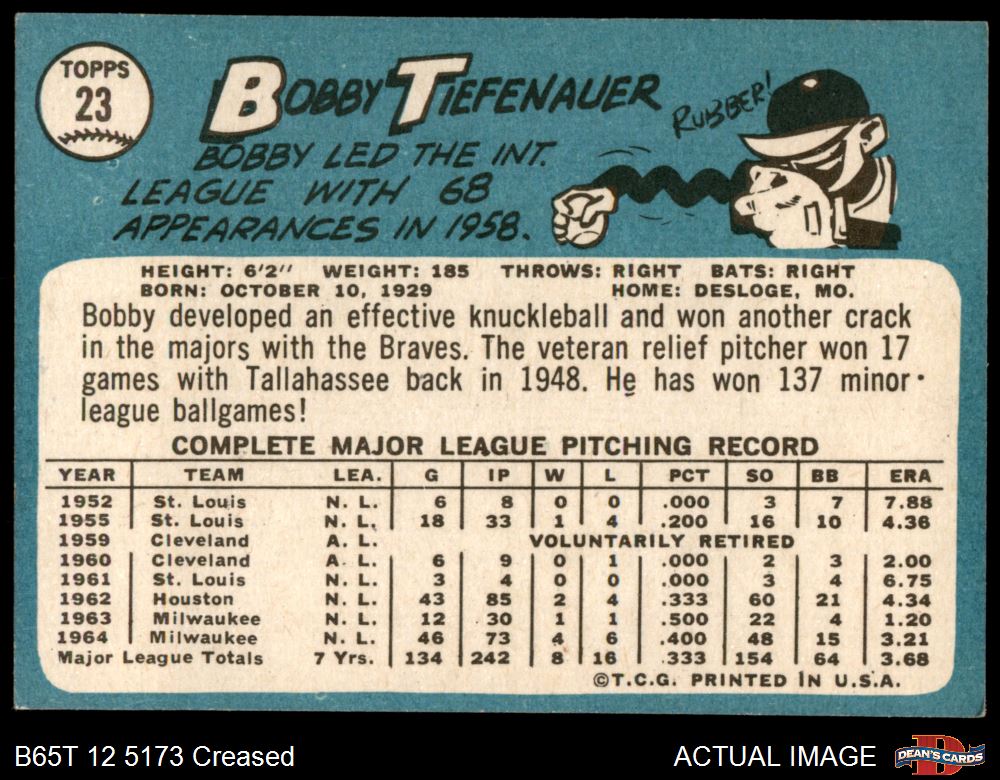 TOPPS
23
BOBBY TIEFENAUER
RUBBER!
BOBBY LED THE INT.
LEAGUE WITH 68
APPEARANCES IN 1958.
HEIGHT: 6'2" WEIGHT: 185 THROWS: RIGHT BATS: RIGHT
BORN: OCTOBER 10, 1929 HOME: DESLOGE, MO.
Bobby developed an effective knuckleball and won another crack
in the majors with the Braves. The veteran relief pitcher won 17
games with Tallahassee back in 1948. He has won 137 minor
league ballgames!
COMPLETE MAJOR LEAGUE PITCHING RECORD
YEAR TEAM LEA. G IP W L PCT SO BB ERA
1952 St. Louis N. L. 6 8 0 0 .000 3 7 7.88
1955 St. Louis N. L. 18 33 1 4 .200 16 10 4.36
1959 Cleveland A. L. VOLUNTARILY RETIRED
1960 Cleveland A. L. 6 9 0 1 .000 2 3 2.00
1961 St. Louis N. L. 3 4 0 0 .000 3 4 6.75
1962 Houston N. L. 43 85 2 4 .333 60 21 4.34
1963 Milwaukee N. L. 12 30 1 1 .500 22 4 1.20
1964 Milwaukee N. L. 46 73 4 6 .400 48 15 3.21
Major League Totals 7 Yrs. 134 242 8 16 .333 154 64 3.68
©T.C.G. PRINTED IN U.S.A.
B65T 12 5173 Creased ACTUAL IMAGE
DEAN'S CARDS